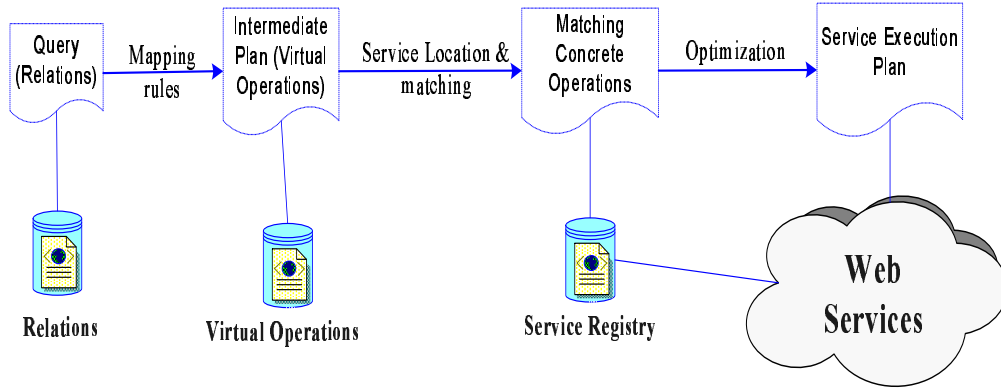 Query
(Relations)
Mapping
rules
Intermediate
Plan (Virtual
Operations)
Service Location &
matching
Matching
Concrete
Operations
Optimization
Service Execution
Plan
Relations
Virtual Operations
Service Registry
Web
Services